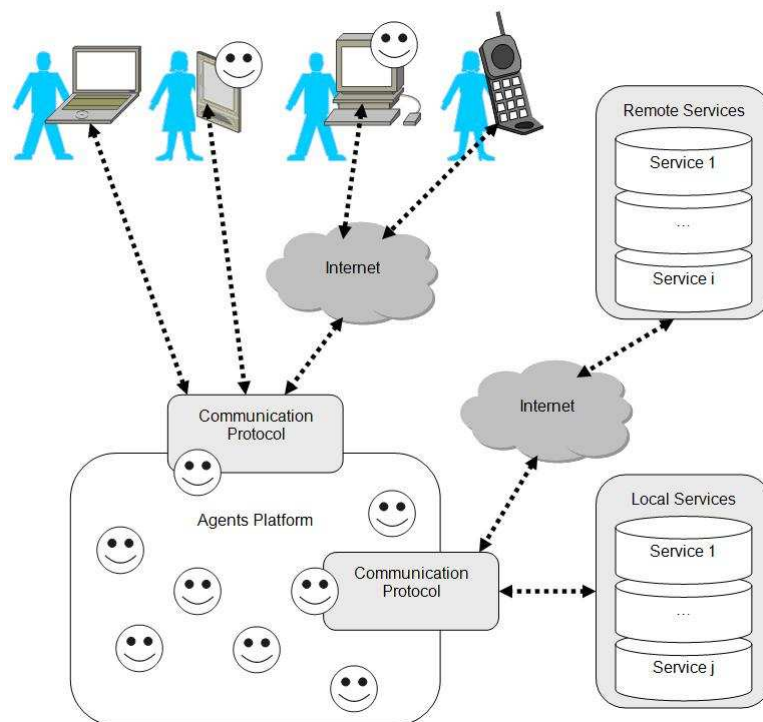 Remote Services
Service 1
...
Service i
Internet
Internet
Communication
Protocol
Agents Platform
Communication
Protocol
Local Services
Service 1
...
Service j